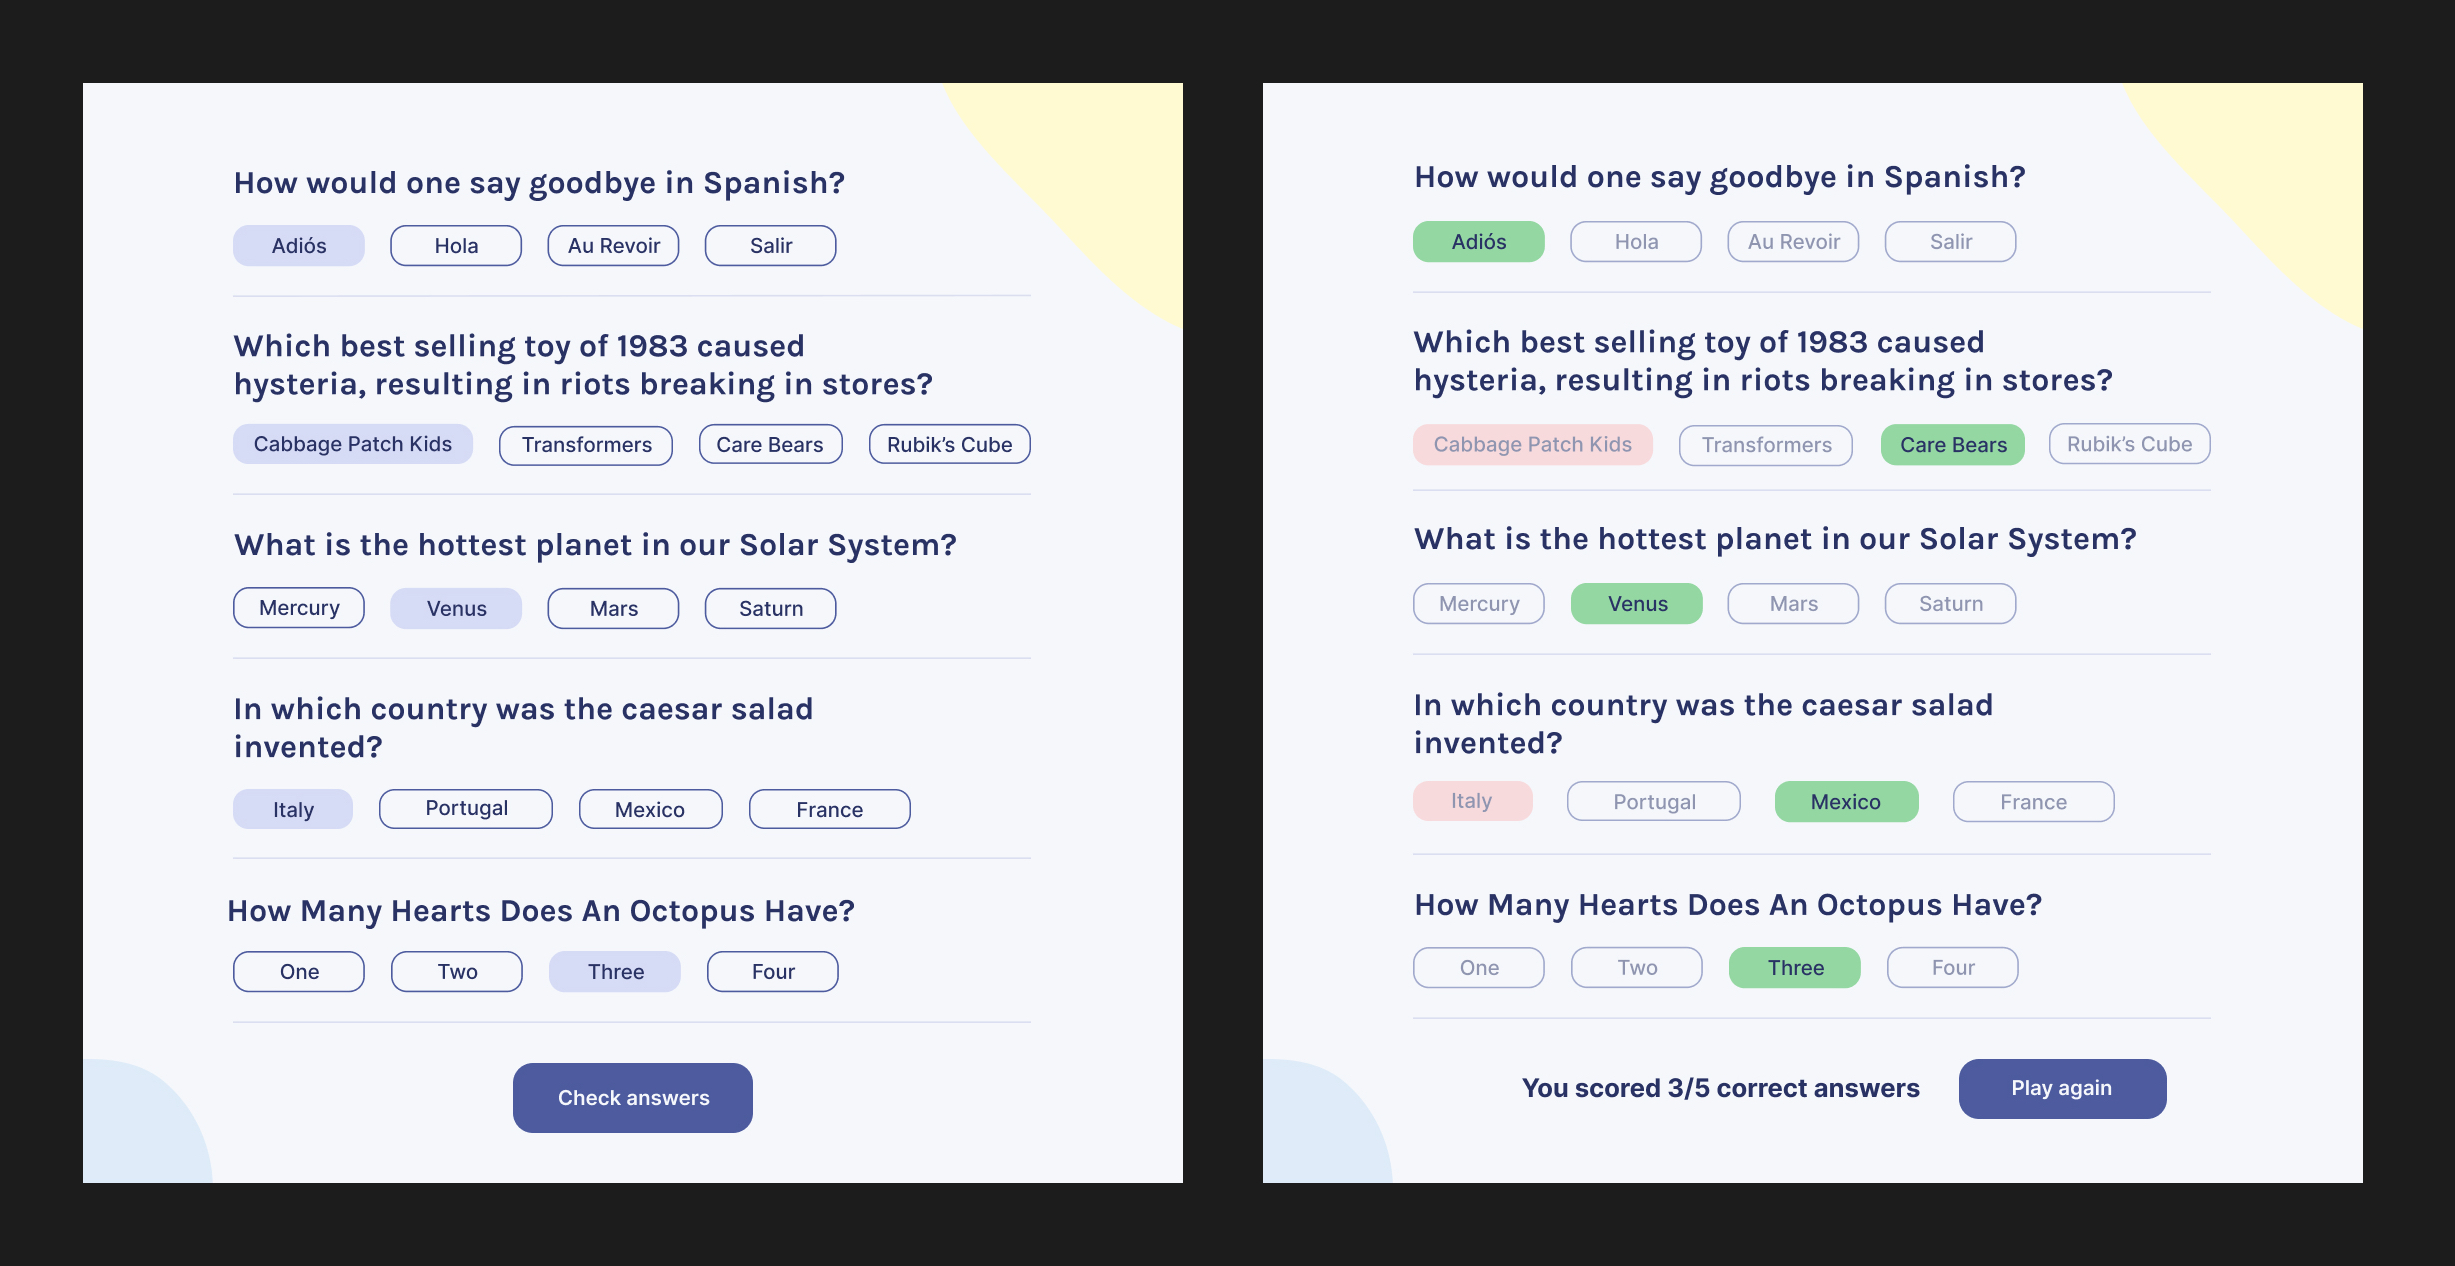 How would one say goodbye in Spanish?
Adiós Hola Au Revoir Salir
Which best selling toy of 1983 caused
hysteria, resulting in riots breaking in stores?
Cabbage Patch Kids Transformers Care Bears Rubik’s Cube
What is the hottest planet in our Solar System?
Mercury Venus Mars Saturn
In which country was the caesar salad
invented?
Italy Portugal Mexico France
How Many Hearts Does An Octopus Have?
One Two Three Four
Check answers
How would one say goodbye in Spanish?
Adiós Hola Au Revoir Salir
Which best selling toy of 1983 caused
hysteria, resulting in riots breaking in stores?
Cabbage Patch Kids Transformers Care Bears Rubik’s Cube
What is the hottest planet in our Solar System?
Mercury Venus Mars Saturn
In which country was the caesar salad
invented?
Italy Portugal Mexico France
How Many Hearts Does An Octopus Have?
One Two Three Four
You scored 3/5 correct answers Play again